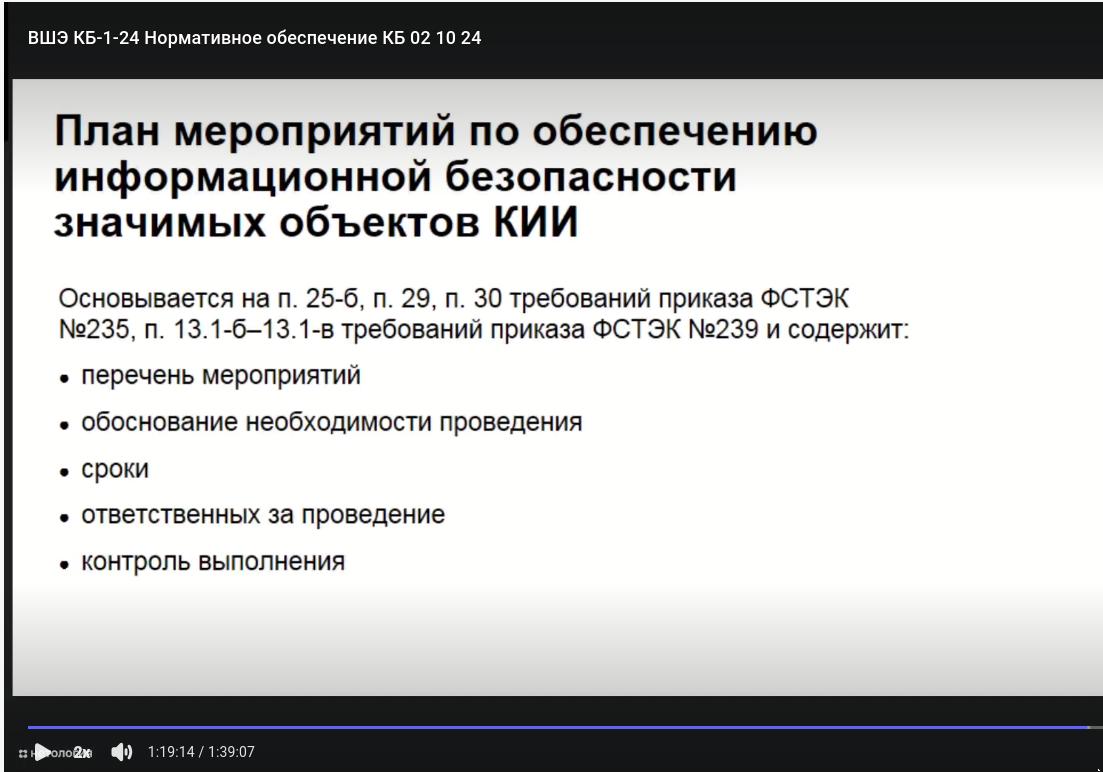 ВШЭ КБ-1-24 Нормативное обеспечение КБ 02 10 24
План мероприятий по обеспечению
информационной безопасности
значимых объектов КИИ
Основывается на п. 25-б, п. 29, п. 30 требований приказа ФСТЭК
№235, п. 13.1-б–13.1-в требований приказа ФСТЭК №239 и содержит:
• перечень мероприятий
• обоснование необходимости проведения
• сроки
• ответственных за проведение
• контроль выполнения
2x 1:19:14 / 1:39:07